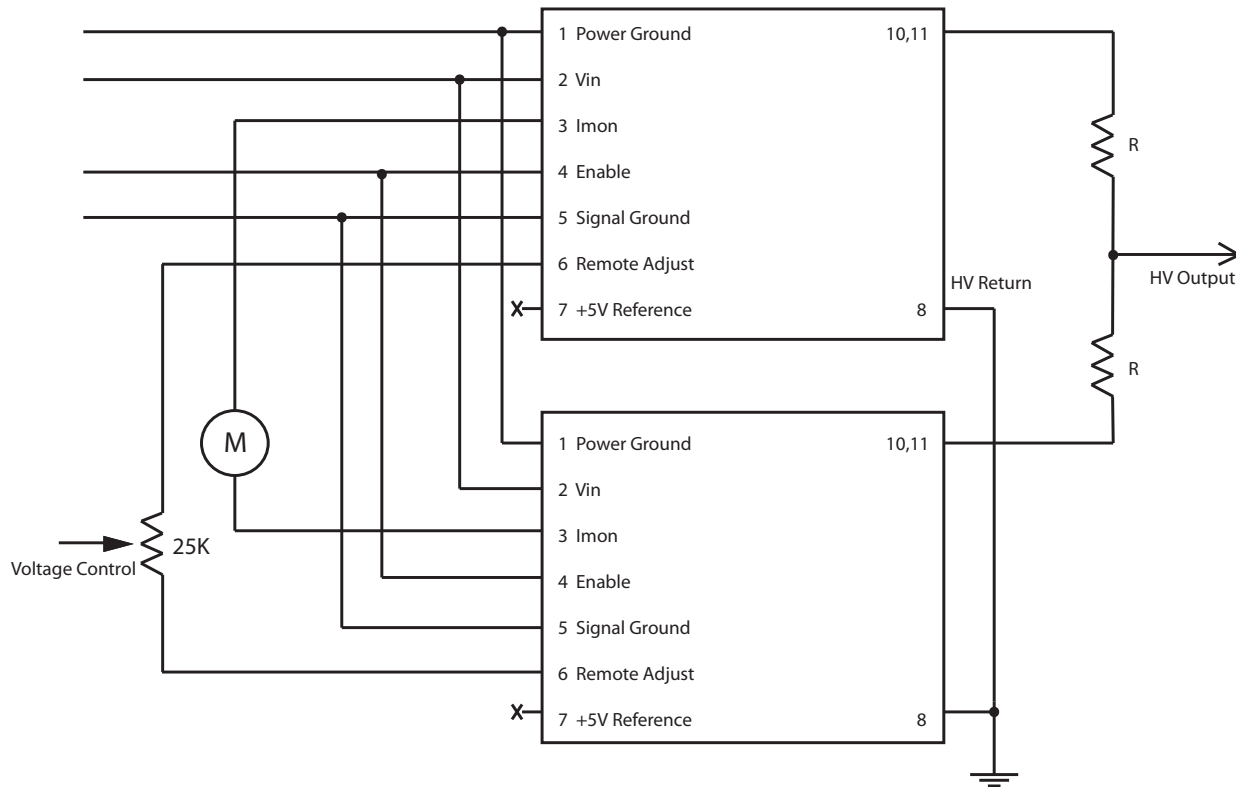 1 Power Ground 10,11
2 Vin
3 Imon
R
4 Enable
5 Signal Ground
6 Remote Adjust
HV Output
HV Return
7 +5V Reference 8
R
M
1 Power Ground 10,11
2 Vin
3 Imon
25K
Voltage Control
4 Enable
5 Signal Ground
6 Remote Adjust
7 +5V Reference 8